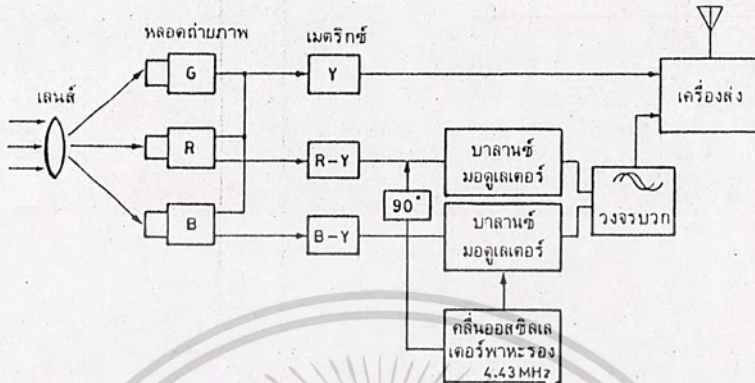 หลอดถ่ายภาพ
เมตริกซ์
เลนส์
G
Y
เครื่องส่ง
R
R-Y
บาลานซ์
มอดูเลเตอร์
90°
วงจรบวก
B
B-Y
บาลานซ์
มอดูเลเตอร์
คลื่นออสซิลเล
เตอร์พาหะรอง
4.43 MHz